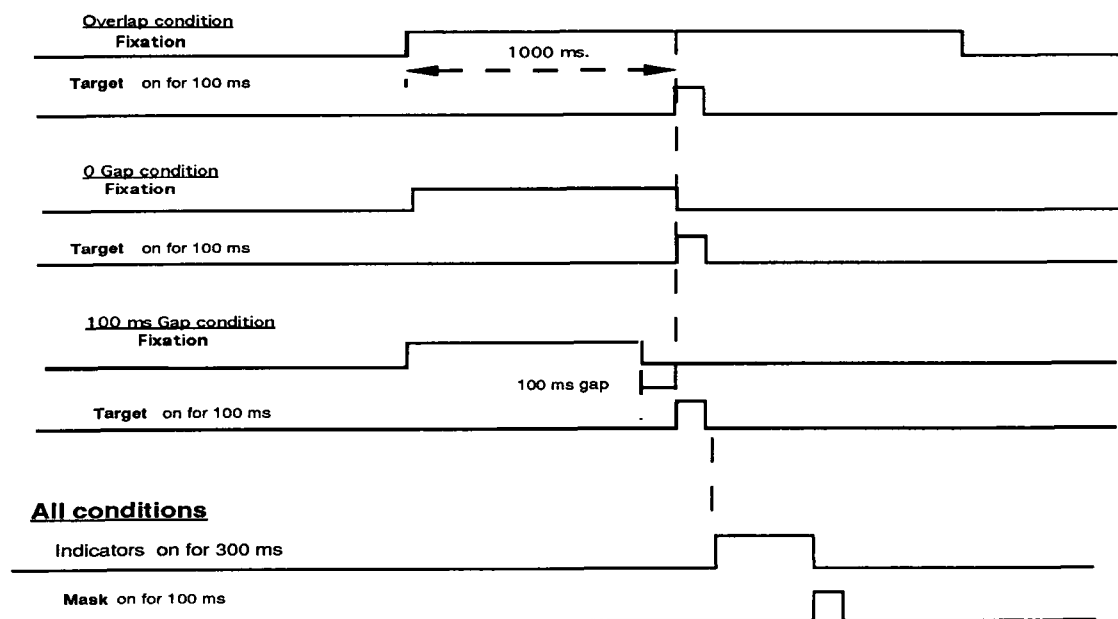 Overlap condition
Fixation
1000 ms.
Target on for 100 ms
0 Gap condition
Fixation
Target on for 100 ms
100 ms Gap condition
Fixation
100 ms gap
Target on for 100 ms
All conditions
Indicators on for 300 ms
Mask on for 100 ms